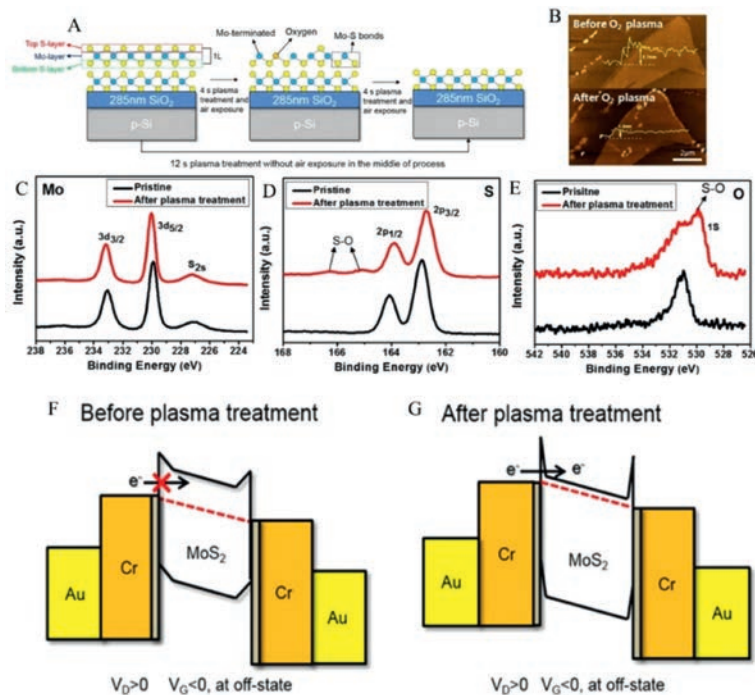 A
Top S-layer
Mo-layer
Bottom S-layer
1L
285nm SiO₂
p-Si
4 s plasma
treatment and
air exposure
Mo-terminated
Oxygen
Mo-S bonds
285nm SiO₂
p-Si
4 s plasma
treatment and
air exposure
285nm SiO₂
p-Si
12 s plasma treatment without air exposure in the middle of process
B
Before O₂ plasma
After O₂ plasma
2μm
C
Mo
Pristine
After plasma treatment
3d3/2
3d5/2
S2s
Intensity (a.u.)
238 236 234 232 230 228 226 224
Binding Energy (eV)
D
S
Pristine
After plasma treatment
S-O
2p1/2
2p3/2
Intensity (a.u.)
168 166 164 162 160
Binding Energy (eV)
E
O
Prisitne
After plasma treatment
S-O
1S
Intensity (a.u.)
542 540 538 536 534 532 530 528 526
Binding Energy (eV)
F
Before plasma treatment
e⁻
Au
Cr
MoS₂
Cr
Au
V_D>0 V_G<0, at off-state
G
After plasma treatment
e⁻
e⁻
Au
Cr
MoS₂
Cr
Au
V_D>0 V_G<0, at off-state